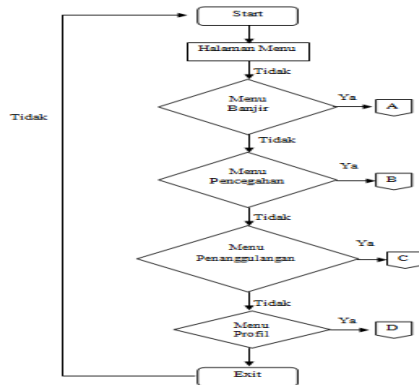 Start
Halaman Menu
Tidak
Menu
Banjir
Ya
A
Tidak
Tidak
Menu
Pencegahan
Ya
B
Tidak
Menu
Penanggulangan
Ya
C
Tidak
Menu
Profil
Ya
D
Exit